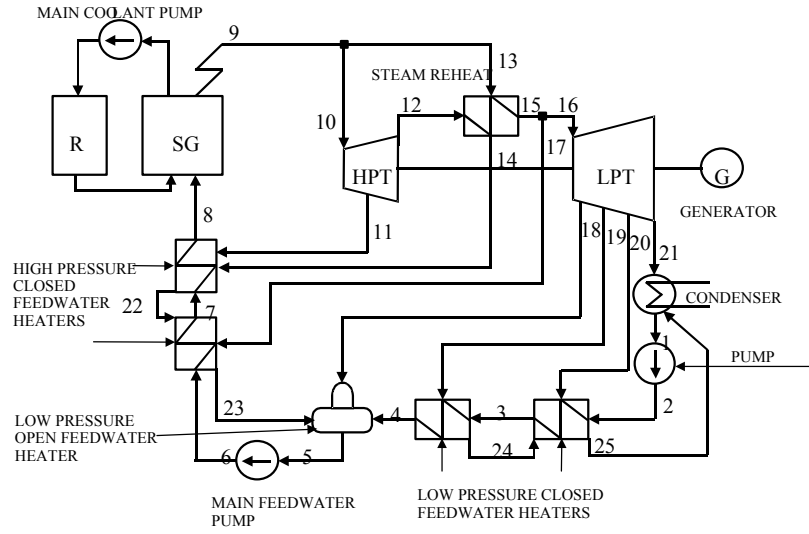 MAIN COOLANT PUMP
9
13
STEAM REHEAT
12
15
16
10
17
R
SG
14
HPT
LPT
G
GENERATOR
8
11
18
19
20
21
HIGH PRESSURE
CLOSED
FEEDWATER
HEATERS
22
7
CONDENSER
1
PUMP
2
23
4
3
LOW PRESSURE
OPEN FEEDWATER
HEATER
6
5
24
25
MAIN FEEDWATER
PUMP
LOW PRESSURE CLOSED
FEEDWATER HEATERS